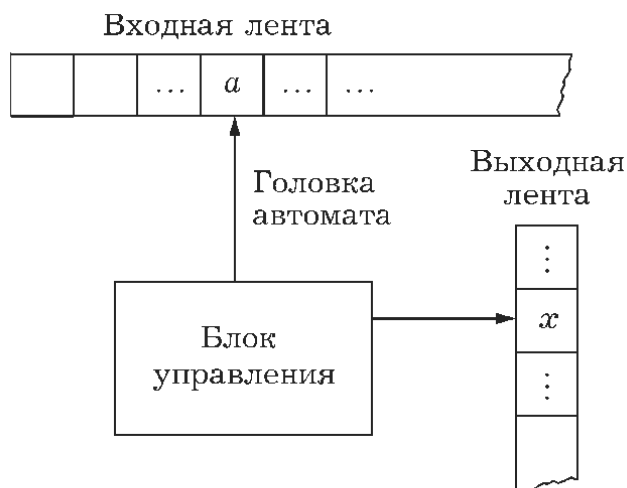 Входная лента
... a ... ...
Головка
автомата
Выходная
лента
⋮
x
⋮
Блок
управления